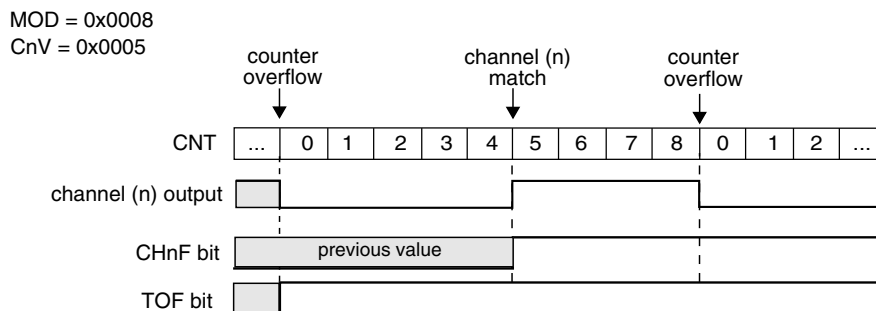 MOD = 0x0008
CnV = 0x0005
counter
overflow
channel (n)
match
counter
overflow
CNT ... 0 1 2 3 4 5 6 7 8 0 1 2 ...
channel (n) output
CHnF bit previous value
TOF bit